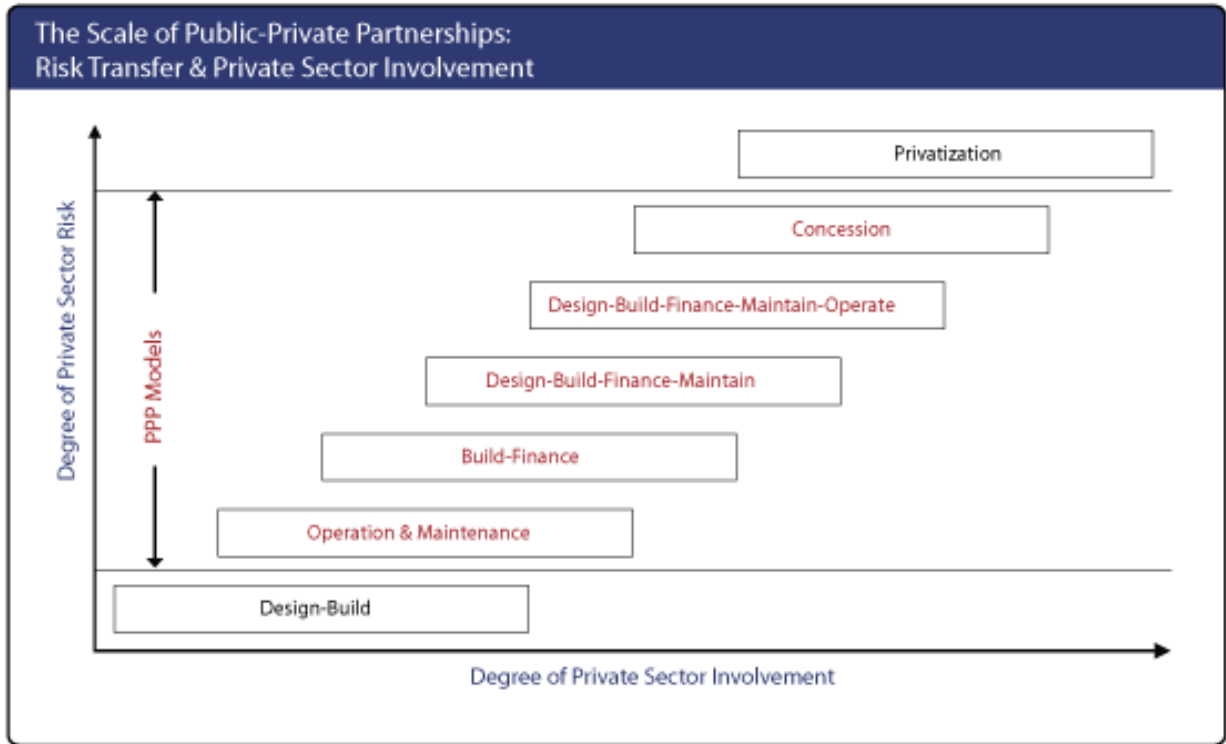 The Scale of Public-Private Partnerships:
Risk Transfer & Private Sector Involvement
Privatization
Concession
Design-Build-Finance-Maintain-Operate
Design-Build-Finance-Maintain
Build-Finance
Operation & Maintenance
Design-Build
PPP Models
Degree of Private Sector Risk
Degree of Private Sector Involvement